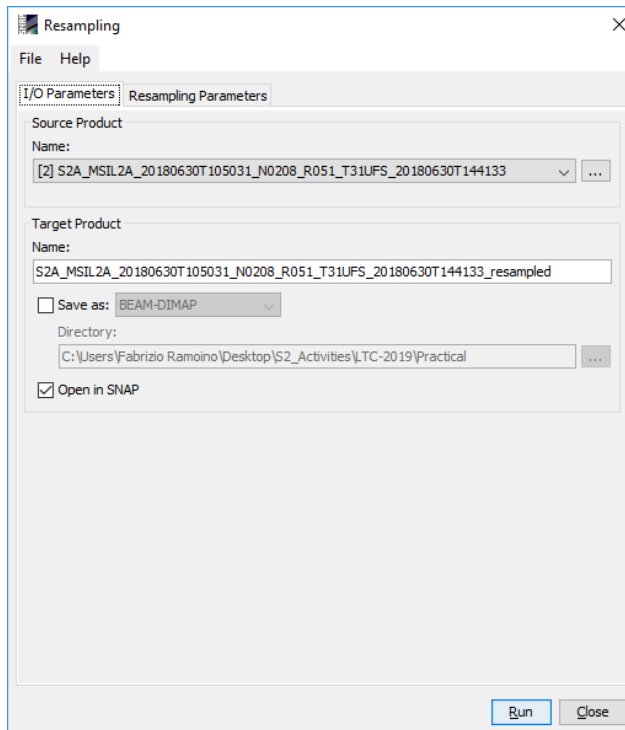 Resampling
File Help
I/O Parameters Resampling Parameters
Source Product
Name:
[2] S2A_MSIL2A_20180630T105031_N0208_R051_T31UFS_20180630T144133
...
Target Product
Name:
S2A_MSIL2A_20180630T105031_N0208_R051_T31UFS_20180630T144133_resampled
Save as: BEAM-DIMAP
Directory:
C:\Users\Fabrizio Ramoino\Desktop\S2_Activities\LTC-2019\Practical
...
Open in SNAP
Run Close